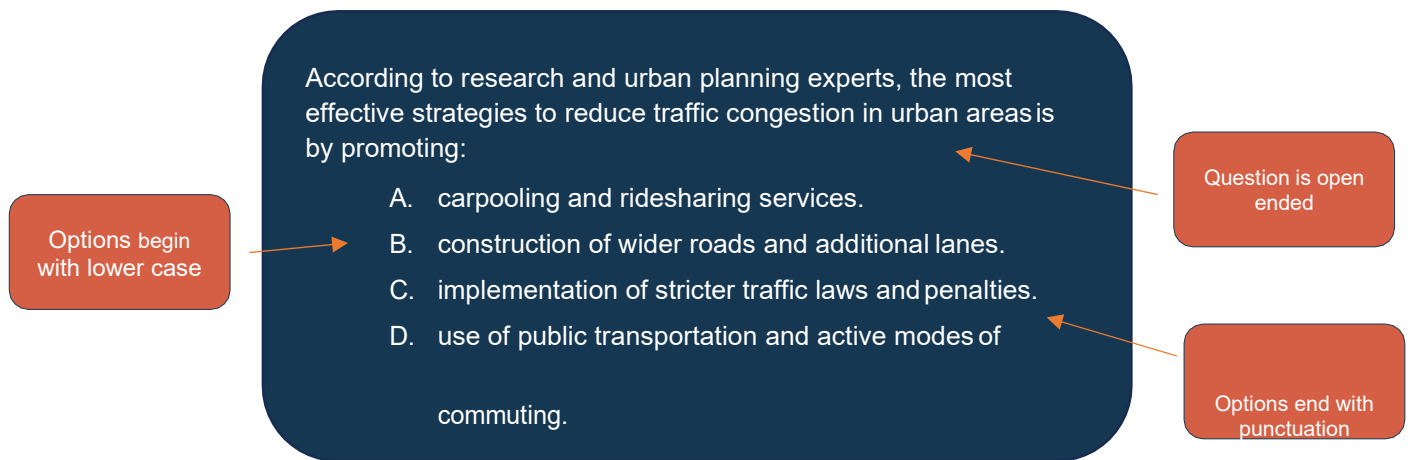 According to research and urban planning experts, the most
effective strategies to reduce traffic congestion in urban areas is
by promoting:
Question is open
ended
A. carpooling and ridesharing services.
Options begin
with lower case
B. construction of wider roads and additional lanes.
C. implementation of stricter traffic laws and penalties.
D. use of public transportation and active modes of
commuting.
Options end with
punctuation